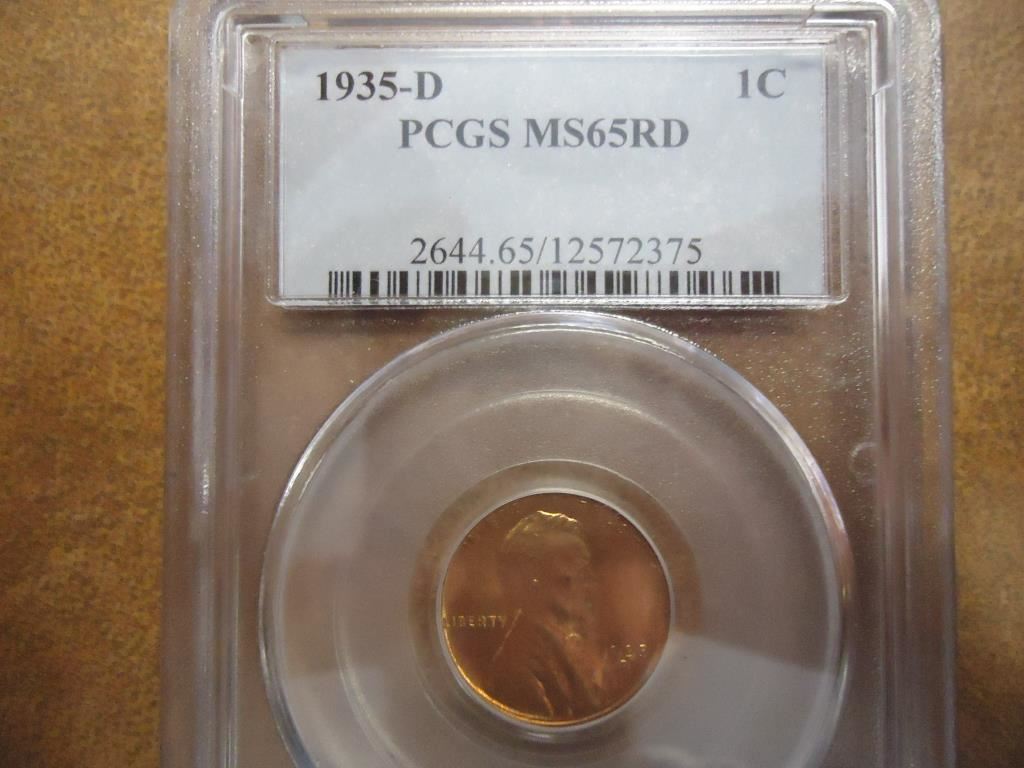 1935-D 1C
PCGS MS65RD
2644.65/12572375
LIBERTY